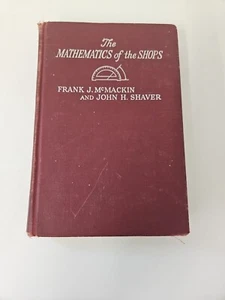 The
MATHEMATICS of the SHOPS
FRANK J. McMACKIN
AND JOHN H. SHAVER